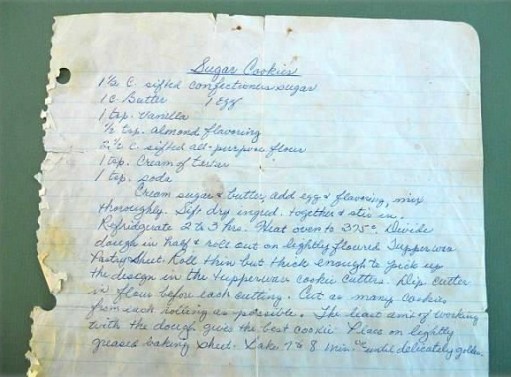 Sugar Cookies
1 1/2 C. sifted confectioners sugar
1 C. Butter 1 egg
1 tsp. Vanilla
1/2 tsp. Almond flavoring
2 1/2 C. sifted all-purpose flour
1 tsp. Cream of tartar
1 tsp. soda
Cream sugar & butter, add egg & flavoring, mix
thoroughly. Sift dry ingred. together & stir in.
Refridgerate 2 to 3 hrs. Heat oven to 375°. Divide
dough in half & roll out on lightly floured Tupperware
Pastry Sheet. Roll thin but thick enough to pick up
the design in the Tupperware Cookie Cutters. Dip cutter
in flour before each cutting. Cut as many cookies
from each rolling as possible. The least amt of working
with the dough gives the best cookie. Place on lightly
greased baking sheet. Bake 7 to 8 min. until delicately golden.